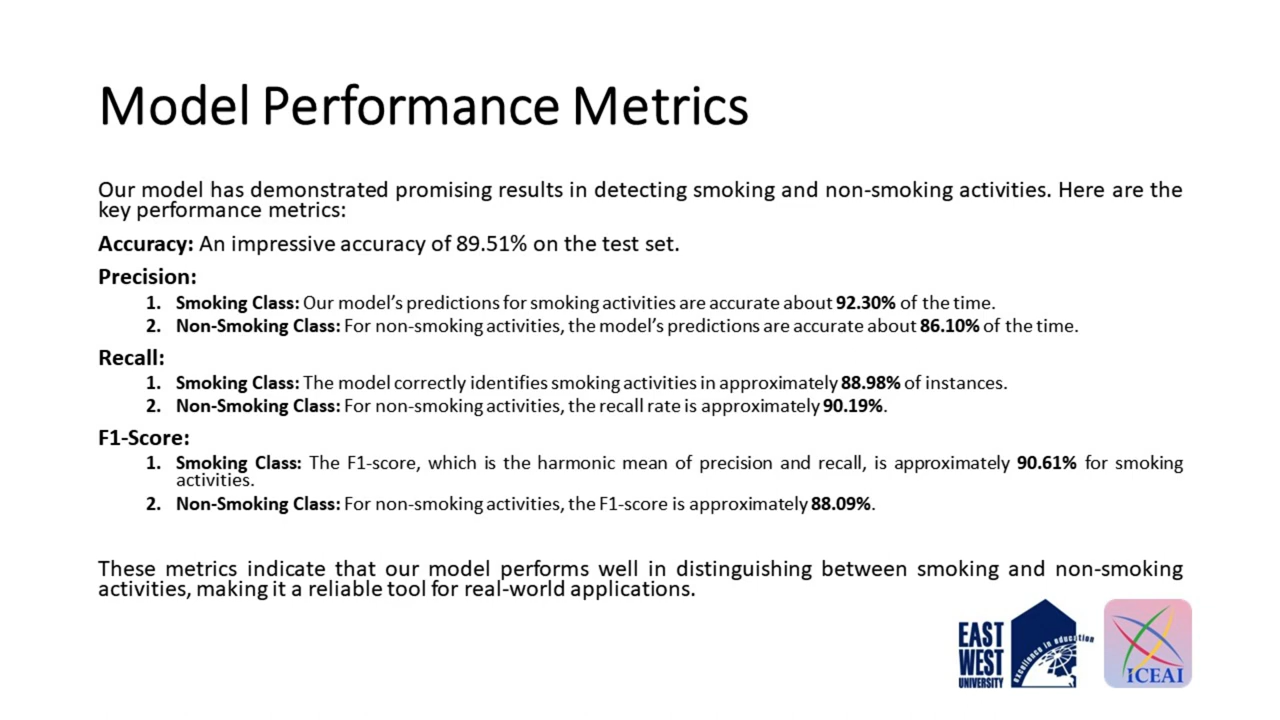 Model Performance Metrics
Our model has demonstrated promising results in detecting smoking and non-smoking activities. Here are the
key performance metrics:
Accuracy: An impressive accuracy of 89.51% on the test set.
Precision:
1. Smoking Class: Our model’s predictions for smoking activities are accurate about 92.30% of the time.
2. Non-Smoking Class: For non-smoking activities, the model’s predictions are accurate about 86.10% of the time.
Recall:
1. Smoking Class: The model correctly identifies smoking activities in approximately 88.98% of instances.
2. Non-Smoking Class: For non-smoking activities, the recall rate is approximately 90.19%.
F1-Score:
1. Smoking Class: The F1-score, which is the harmonic mean of precision and recall, is approximately 90.61% for smoking
activities.
2. Non-Smoking Class: For non-smoking activities, the F1-score is approximately 88.09%.
These metrics indicate that our model performs well in distinguishing between smoking and non-smoking
activities, making it a reliable tool for real-world applications.
EAST
WEST
UNIVERSITY
excellence in education
ICEAI